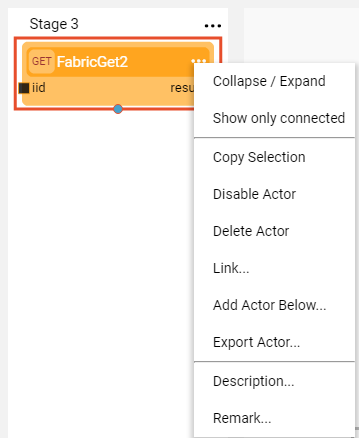 Stage 3
GET FabricGet2
iid resu
Collapse / Expand
Show only connected
Copy Selection
Disable Actor
Delete Actor
Link...
Add Actor Below...
Export Actor...
Description...
Remark...